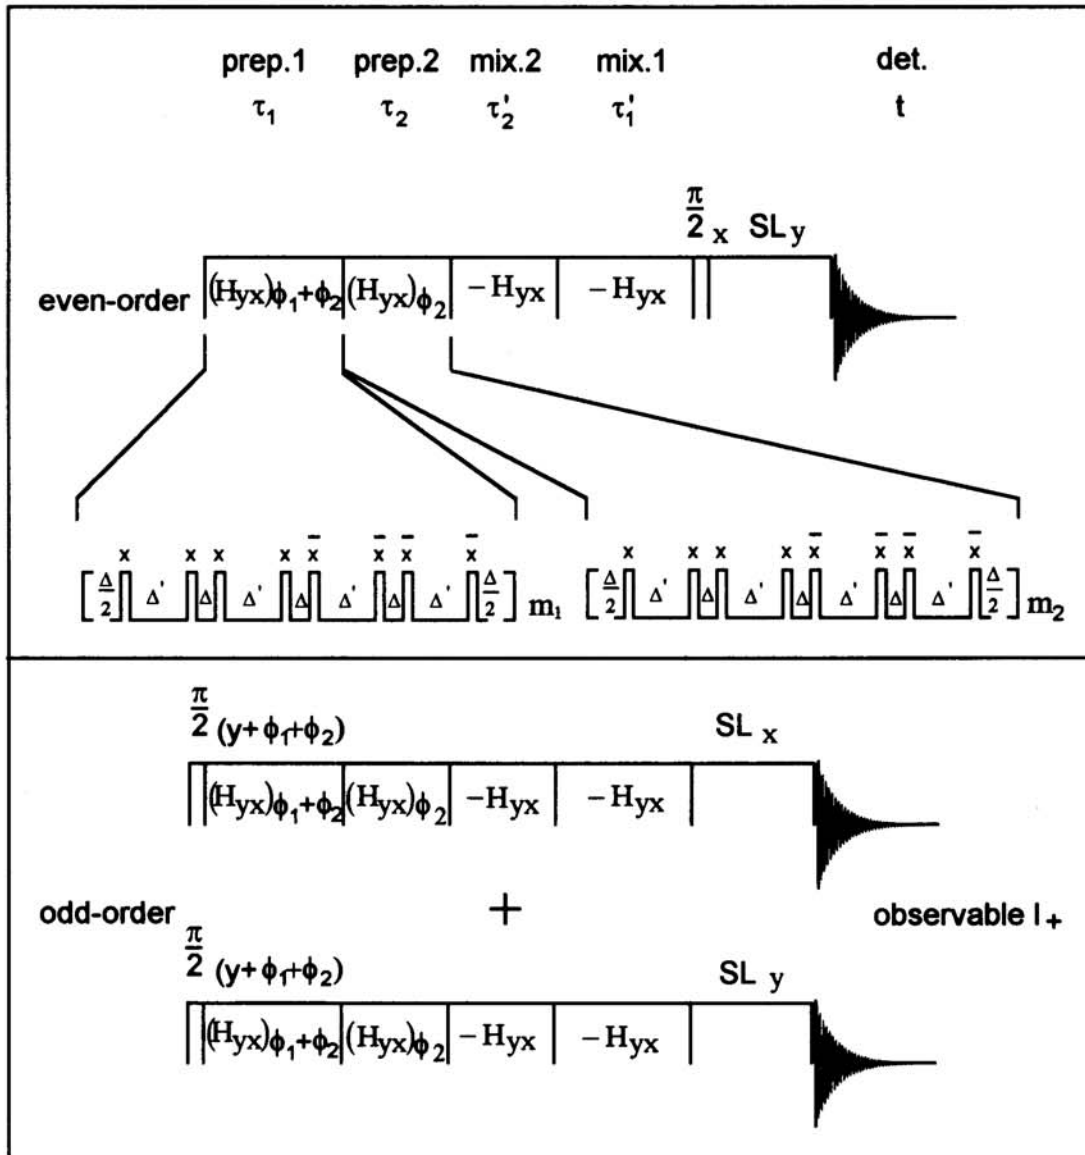 prep.1 prep.2 mix.2 mix.1 det.
τ₁ τ₂ τ₂' τ₁' t
π/2 x SL y
even-order (Hyx)ϕ₁+ϕ₂ (Hyx)ϕ₂ −Hyx −Hyx
x x x x x̄ x̄ x̄ x̄ x x x x x̄ x̄ x̄ x̄
[Δ/2 Δ' Δ Δ' Δ Δ' Δ Δ' Δ/2] m₁ [Δ/2 Δ' Δ Δ' Δ Δ' Δ Δ' Δ/2] m₂
π/2 (y+ϕ₁+ϕ₂) SL x
(Hyx)ϕ₁+ϕ₂ (Hyx)ϕ₂ −Hyx −Hyx
odd-order + observable I₊
π/2 (y+ϕ₁+ϕ₂) SL y
(Hyx)ϕ₁+ϕ₂ (Hyx)ϕ₂ −Hyx −Hyx